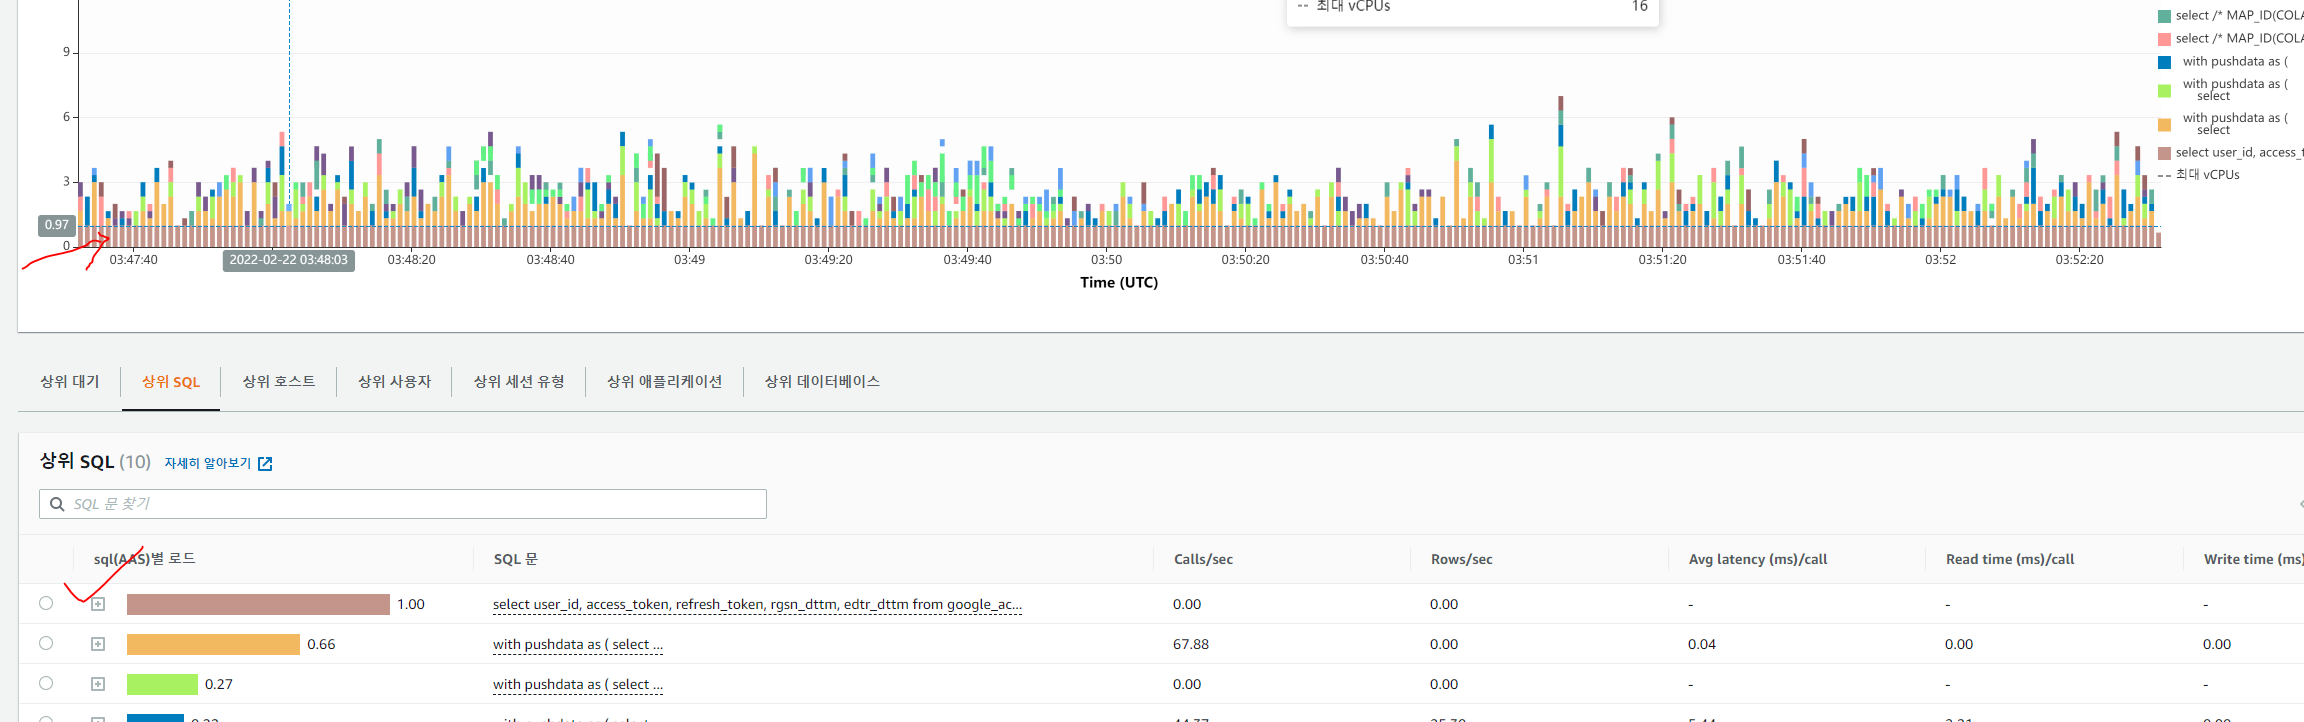 -- 최대 vCPUs 16
select /* MAP_ID(COLA
select /* MAP_ID(COLA
with pushdata as (
with pushdata as (
select
with pushdata as (
select
select user_id, access_t
-- 최대 vCPUs
9
6
3
0.97
0
03:47:40 2022-02-22 03:48:03 03:48:20 03:48:40 03:49 03:49:20 03:49:40 03:50 03:50:20 03:50:40 03:51 03:51:20 03:51:40 03:52 03:52:20
Time (UTC)
상위 대기 상위 SQL 상위 호스트 상위 사용자 상위 세션 유형 상위 애플리케이션 상위 데이터베이스
상위 SQL (10) 자세히 알아보기
SQL 문 찾기
sql(AAS)별 로드 SQL 문 Calls/sec Rows/sec Avg latency (ms)/call Read time (ms)/call Write time (ms)
1.00 select user_id, access_token, refresh_token, rgsn_dttm, edtr_dttm from google_ac... 0.00 0.00 - - -
0.66 with pushdata as ( select ... 67.88 0.00 0.04 0.00 0.00
0.27 with pushdata as ( select ... 0.00 0.00 - - -